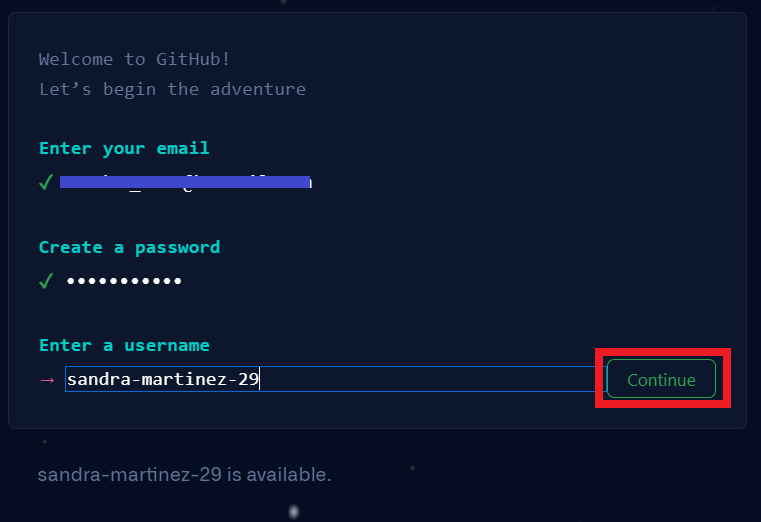 Welcome to GitHub!
Let’s begin the adventure
Enter your email
Create a password
•••••••••••
Enter a username
→ sandra-martinez-29
Continue
sandra-martinez-29 is available.